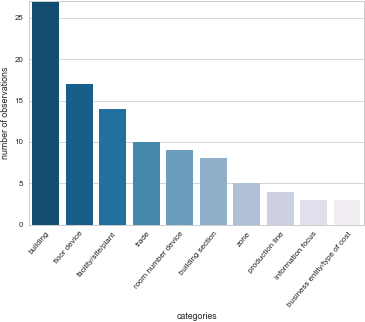 number of observations
25
20
15
10
5
0
building
floor device
facility/site/plant
trade
room number device
building section
zone
production line
information focus
business entity/type of cost
categories